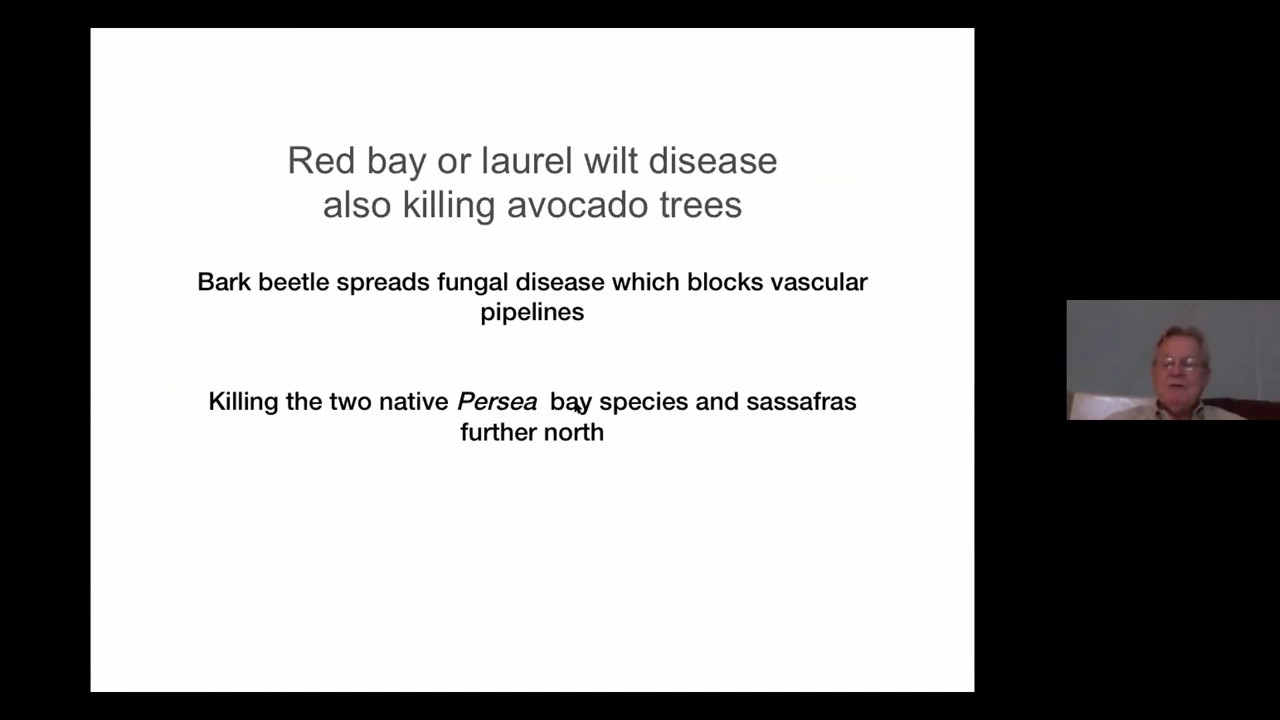 Red bay or laurel wilt disease
also killing avocado trees
Bark beetle spreads fungal disease which blocks vascular
pipelines
Killing the two native Persea bay species and sassafras
further north